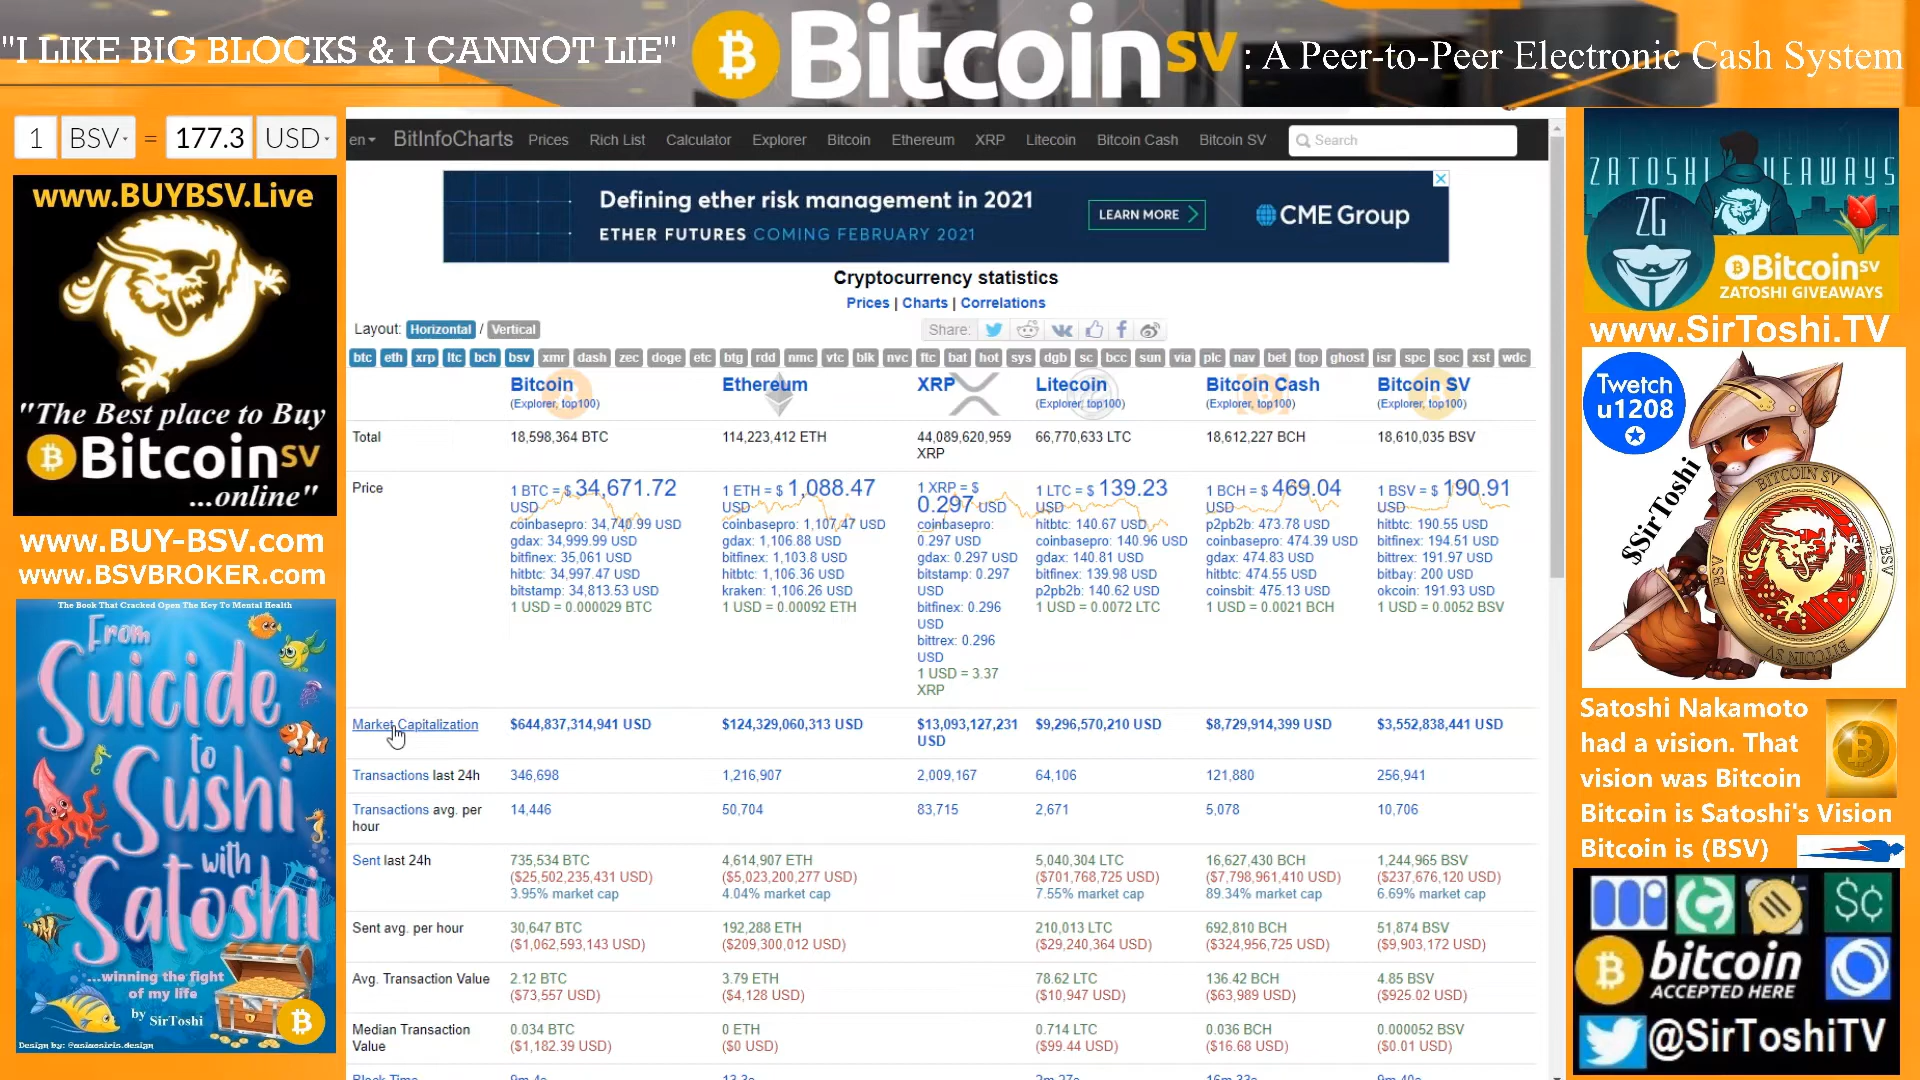 "I LIKE BIG BLOCKS & I CANNOT LIE"
Bitcoin SV : A Peer-to-Peer Electronic Cash System
1 BSV = 177.3 USD
www.BUYBSV.Live
"The Best place to Buy
Bitcoin SV
...online"
www.BUY-BSV.com
www.BSVBROKER.com
The Book That Cracked Open The Key To Mental Health
From
Suicide
to
Sushi
with
Satoshi
...winning the fight
of my life
by SirToshi
en BitInfoCharts Prices Rich List Calculator Explorer Bitcoin Ethereum XRP Litecoin Bitcoin Cash Bitcoin SV Search
Defining ether risk management in 2021
ETHER FUTURES COMING FEBRUARY 2021
LEARN MORE
CME Group
Cryptocurrency statistics
Prices | Charts | Correlations
Layout: Horizontal / Vertical
Share:
btc eth xrp ltc bch bsv xmr dash zec doge etc btg rdd nmc vtc blk nvc ftc bat hot sys dgb sc bcc sun via plc nav bet top ghost isr spc soc xst wdc
Bitcoin Ethereum XRP Litecoin Bitcoin Cash Bitcoin SV
(Explorer, top100) (Explorer, top100) (Explorer, top100) (Explorer, top100)
Total 18,598,364 BTC 114,223,412 ETH 44,089,620,959 XRP 66,770,633 LTC 18,612,227 BCH 18,610,035 BSV
Price
1 BTC = $ 34,671.72 USD
coinbasepro: 34,740.99 USD
gdax: 34,999.99 USD
bitfinex: 35,061 USD
hitbtc: 34,997.47 USD
bitstamp: 34,813.53 USD
1 USD = 0.000029 BTC
1 ETH = $ 1,088.47 USD
coinbasepro: 1,107.47 USD
gdax: 1,106.88 USD
bitfinex: 1,103.8 USD
hitbtc: 1,106.36 USD
kraken: 1,106.26 USD
1 USD = 0.00092 ETH
1 XRP = $
0.297 USD
coinbasepro:
0.297 USD
gdax: 0.297 USD
bitstamp: 0.297
USD
bitfinex: 0.296
USD
bittrex: 0.296
USD
1 USD = 3.37
XRP
1 LTC = $ 139.23 USD
hitbtc: 140.67 USD
coinbasepro: 140.96 USD
gdax: 140.81 USD
bitfinex: 139.98 USD
p2pb2b: 140.62 USD
1 USD = 0.0072 LTC
1 BCH = $ 469.04 USD
p2pb2b: 473.78 USD
coinbasepro: 474.39 USD
gdax: 474.83 USD
hitbtc: 474.55 USD
coinsbit: 475.13 USD
1 USD = 0.0021 BCH
1 BSV = $ 190.91 USD
hitbtc: 190.55 USD
bitfinex: 194.51 USD
bittrex: 191.97 USD
bitbay: 200 USD
okcoin: 191.93 USD
1 USD = 0.0052 BSV
Market Capitalization $644,837,314,941 USD $124,329,060,313 USD $13,093,127,231 USD $9,296,570,210 USD $8,729,914,399 USD $3,552,838,441 USD
Transactions last 24h 346,698 1,216,907 2,009,167 64,106 121,880 256,941
Transactions avg. per hour 14,446 50,704 83,715 2,671 5,078 10,706
Sent last 24h 735,534 BTC 4,614,907 ETH 5,040,304 LTC 16,627,430 BCH 1,244,965 BSV
($25,502,235,431 USD) ($5,023,200,277 USD) ($701,768,725 USD) ($7,798,961,410 USD) ($237,676,120 USD)
3.95% market cap 4.04% market cap 7.55% market cap 89.34% market cap 6.69% market cap
Sent avg. per hour 30,647 BTC 192,288 ETH 210,013 LTC 692,810 BCH 51,874 BSV
($1,062,593,143 USD) ($209,300,012 USD) ($29,240,364 USD) ($324,956,725 USD) ($9,903,172 USD)
Avg. Transaction Value 2.12 BTC 3.79 ETH 78.62 LTC 136.42 BCH 4.85 BSV
($73,557 USD) ($4,128 USD) ($10,947 USD) ($63,989 USD) ($925.02 USD)
Median Transaction Value 0.034 BTC 0 ETH 0.714 LTC 0.036 BCH 0.000052 BSV
($1,182.39 USD) ($0 USD) ($99.44 USD) ($16.68 USD) ($0.01 USD)
ZG
Bitcoin SV
ZATOSHI GIVEAWAYS
www.SirToshi.TV
Twetch
u1208
$SirToshi
BITCOIN SV
BSV
BSV
BITCOIN SV
Satoshi Nakamoto
had a vision. That
vision was Bitcoin
Bitcoin is Satoshi's Vision
Bitcoin is (BSV)
bitcoin
ACCEPTED HERE
@SirToshiTV